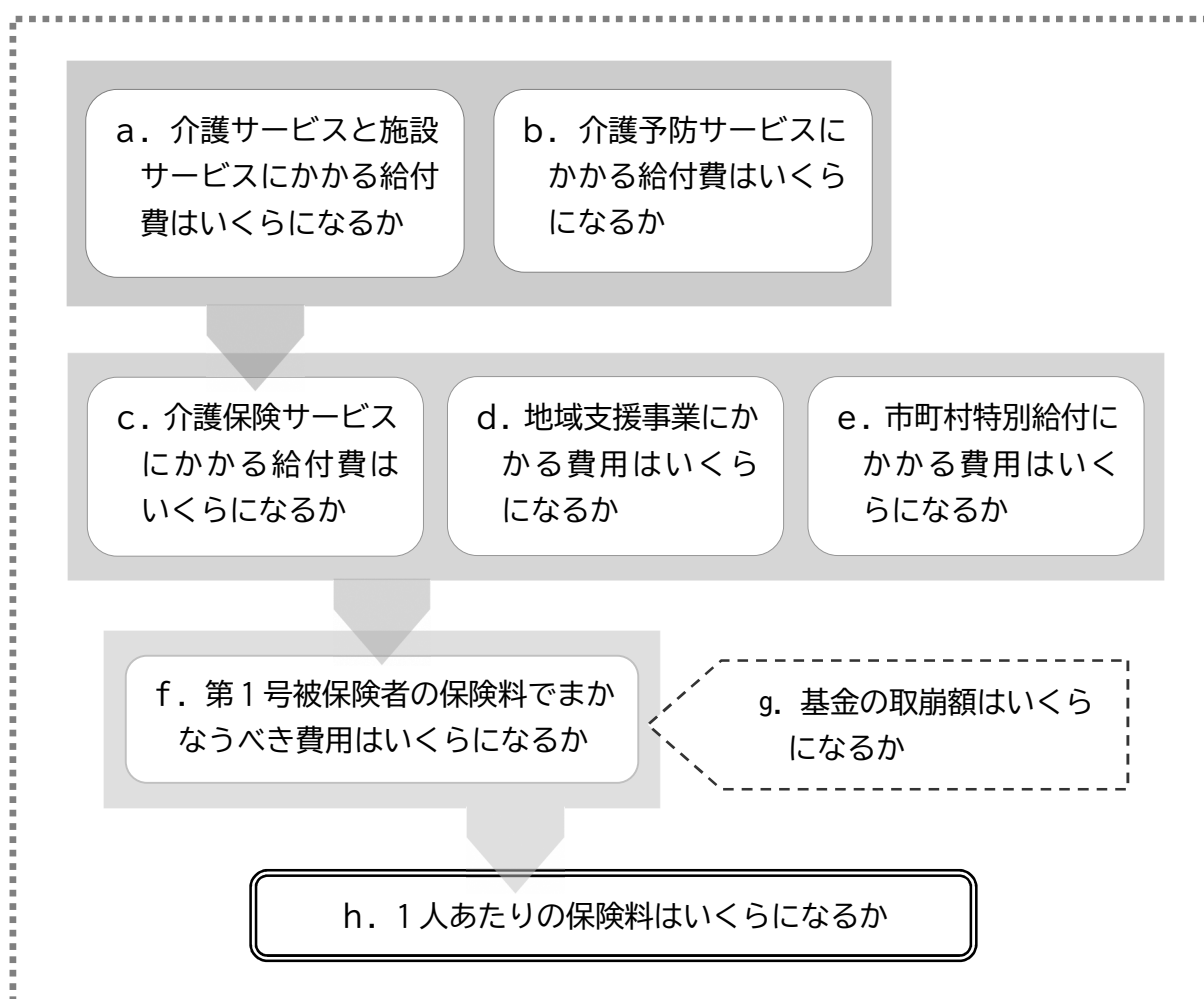 a．介護サービスと施設
サービスにかかる給付
費はいくらになるか
b．介護予防サービスに
かかる給付費はいくら
になるか
c．介護保険サービス
にかかる給付費は
いくらになるか
d．地域支援事業にか
かる費用はいくら
になるか
e．市町村特別給付に
かかる費用はいく
らになるか
f．第１号被保険者の保険料でまか
なうべき費用はいくらになるか
g．基金の取崩額はいくら
になるか
h．１人あたりの保険料はいくらになるか